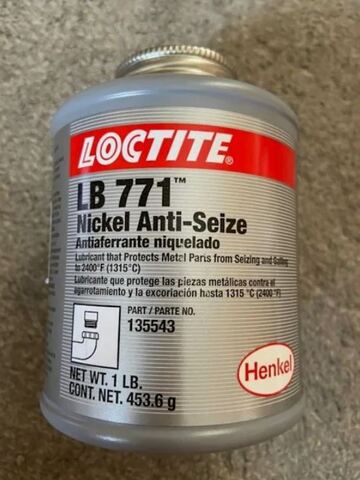 LOCTITE®
LB 771™
Nickel Anti-Seize
Antiaferrante niquelado
Lubricant that Protects Metal Parts from Seizing and Galling
to 2400°F (1315°C)
Lubricante que protege las piezas metálicas contra el
agarrotamiento y la excoriación hasta 1315 °C (2400 °F)
PART / PARTE NO.
135543
Henkel
NET WT. 1 LB.
CONT. NET. 453.6 g